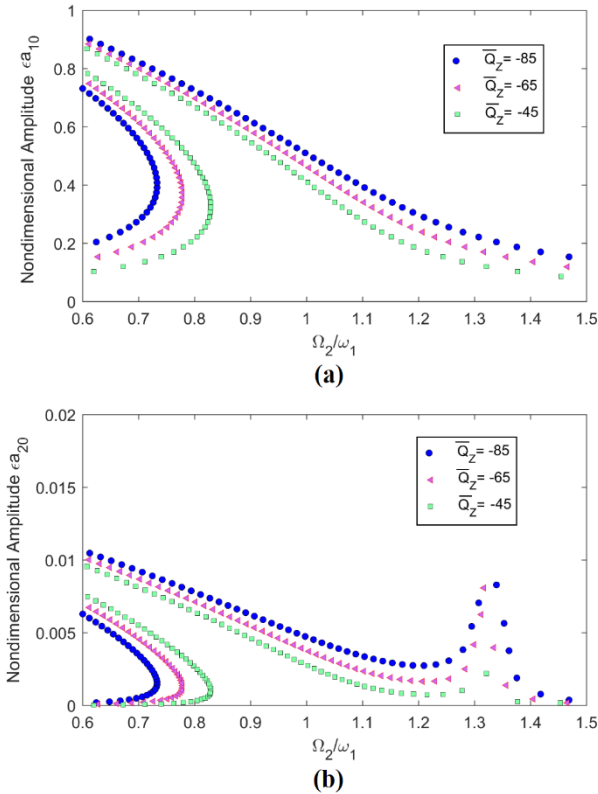 1
0.8
0.6
0.4
0.2
0
Nondimensional Amplitude ϵa10
Q̅Z= -85
Q̅Z= -65
Q̅Z= -45
0.6 0.7 0.8 0.9 1 1.1 1.2 1.3 1.4 1.5
Ω2/ω1
(a)
0.02
0.015
0.01
0.005
0
Nondimensional Amplitude ϵa20
Q̅Z= -85
Q̅Z= -65
Q̅Z= -45
0.6 0.7 0.8 0.9 1 1.1 1.2 1.3 1.4 1.5
Ω2/ω1
(b)